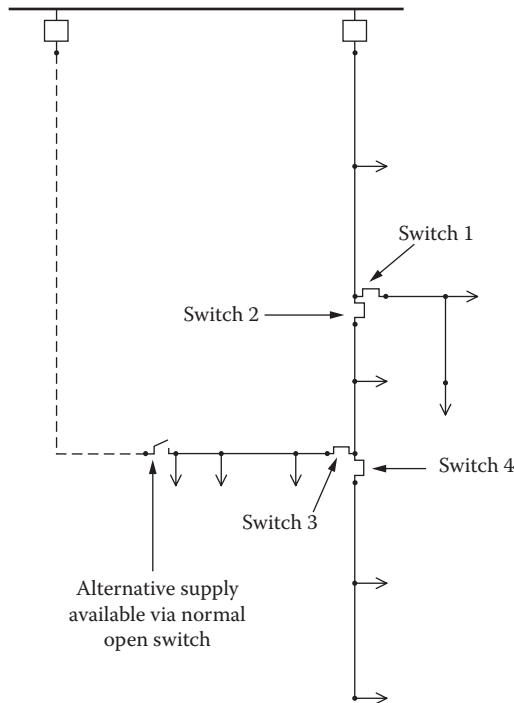 Switch 1
Switch 2
Switch 4
Switch 3
Alternative supply
available via normal
open switch